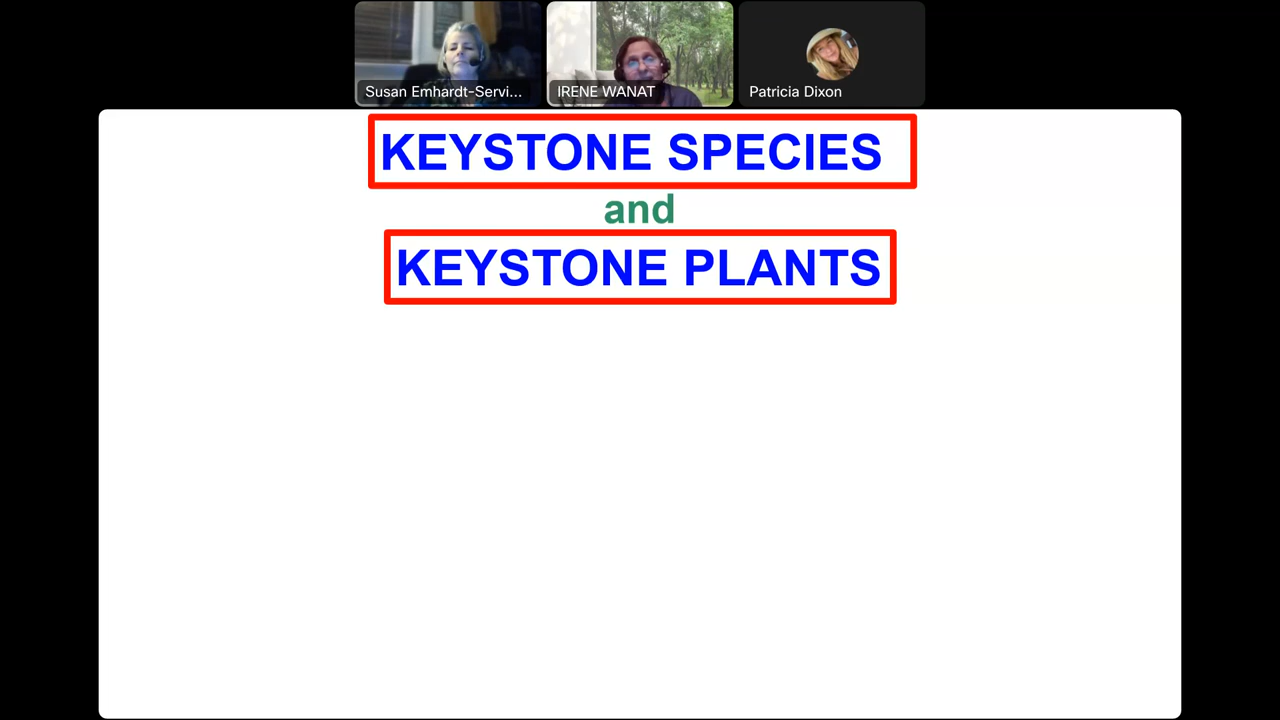 Susan Emhardt-Servi...
IRENE WANAT
Patricia Dixon
KEYSTONE SPECIES
and
KEYSTONE PLANTS